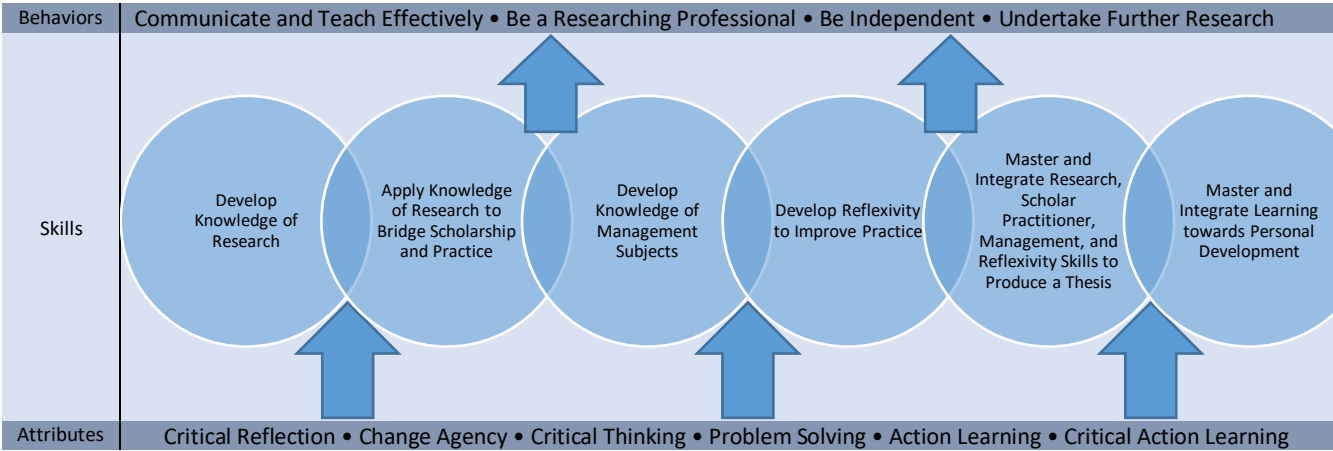 Behaviors
Communicate and Teach Effectively • Be a Researching Professional • Be Independent • Undertake Further Research
Skills
Develop
Knowledge of
Research
Apply Knowledge
of Research to
Bridge Scholarship
and Practice
Develop
Knowledge of
Management
Subjects
Develop Reflexivity
to Improve Practice
Master and
Integrate Research,
Scholar
Practitioner,
Management, and
Reflexivity Skills to
Produce a Thesis
Master and
Integrate Learning
towards Personal
Development
Attributes
Critical Reflection • Change Agency • Critical Thinking • Problem Solving • Action Learning • Critical Action Learning